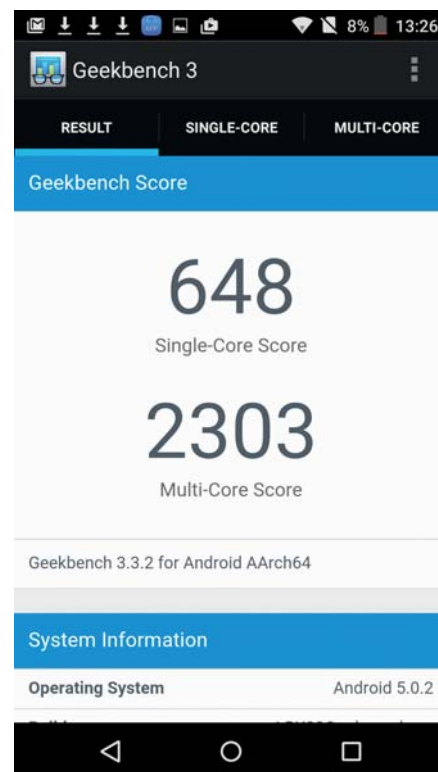 8% 13:26
Geekbench 3
RESULT SINGLE-CORE MULTI-CORE
Geekbench Score
648
Single-Core Score
2303
Multi-Core Score
Geekbench 3.3.2 for Android AArch64
System Information
Operating System Android 5.0.2